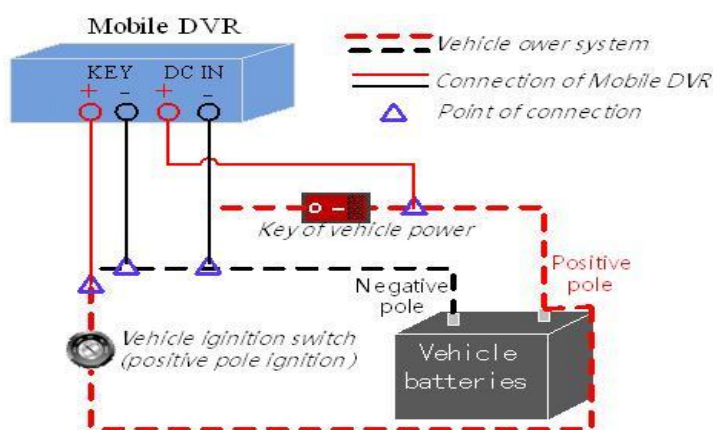 Mobile DVR
KEY DC IN
+ - + -
Vehicle ower system
Connection of Mobile DVR
Point of connection
Key of vehicle power
Positive
pole
Negative
pole
Vehicle iginition switch
(positive pole ignition)
Vehicle
batteries